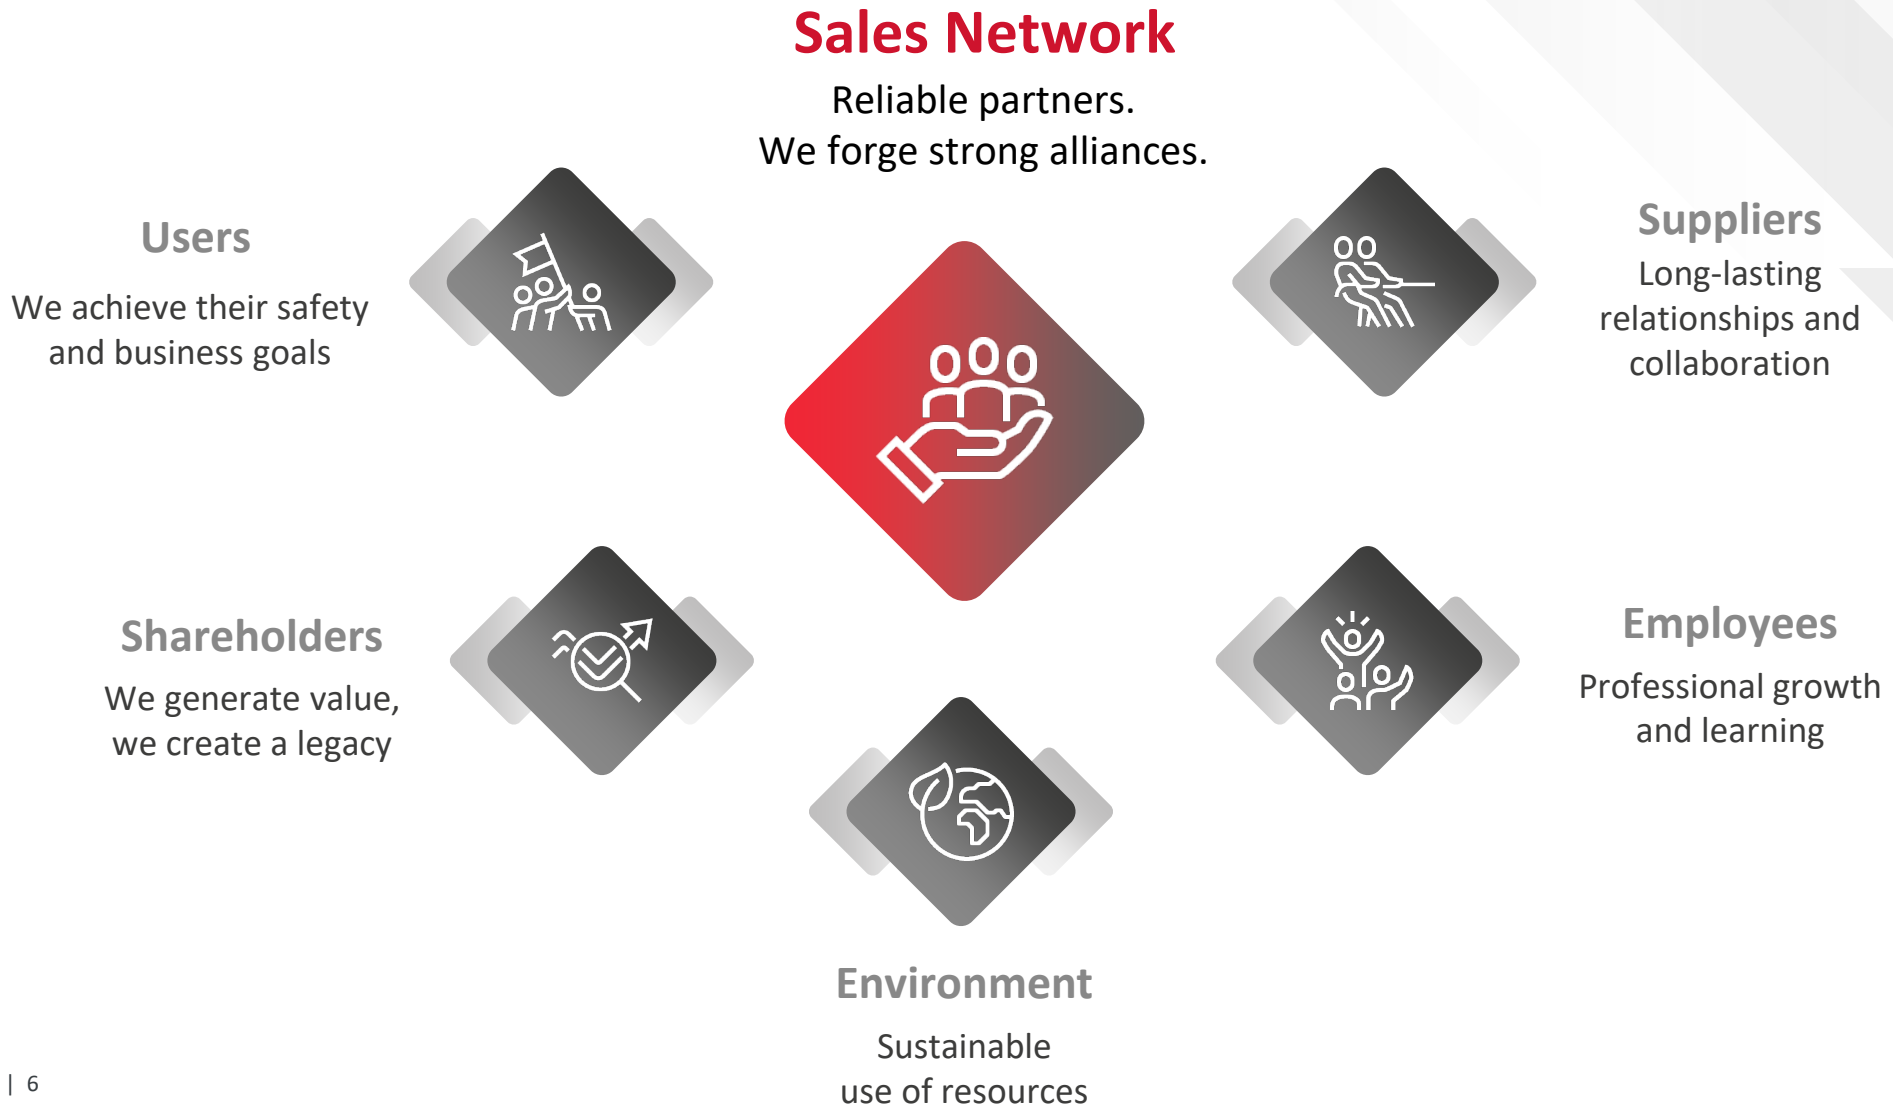 Sales Network
Reliable partners.
We forge strong alliances.
Users
We achieve their safety
and business goals
Suppliers
Long-lasting
relationships and
collaboration
Shareholders
We generate value,
we create a legacy
Employees
Professional growth
and learning
Environment
Sustainable
use of resources
| 6